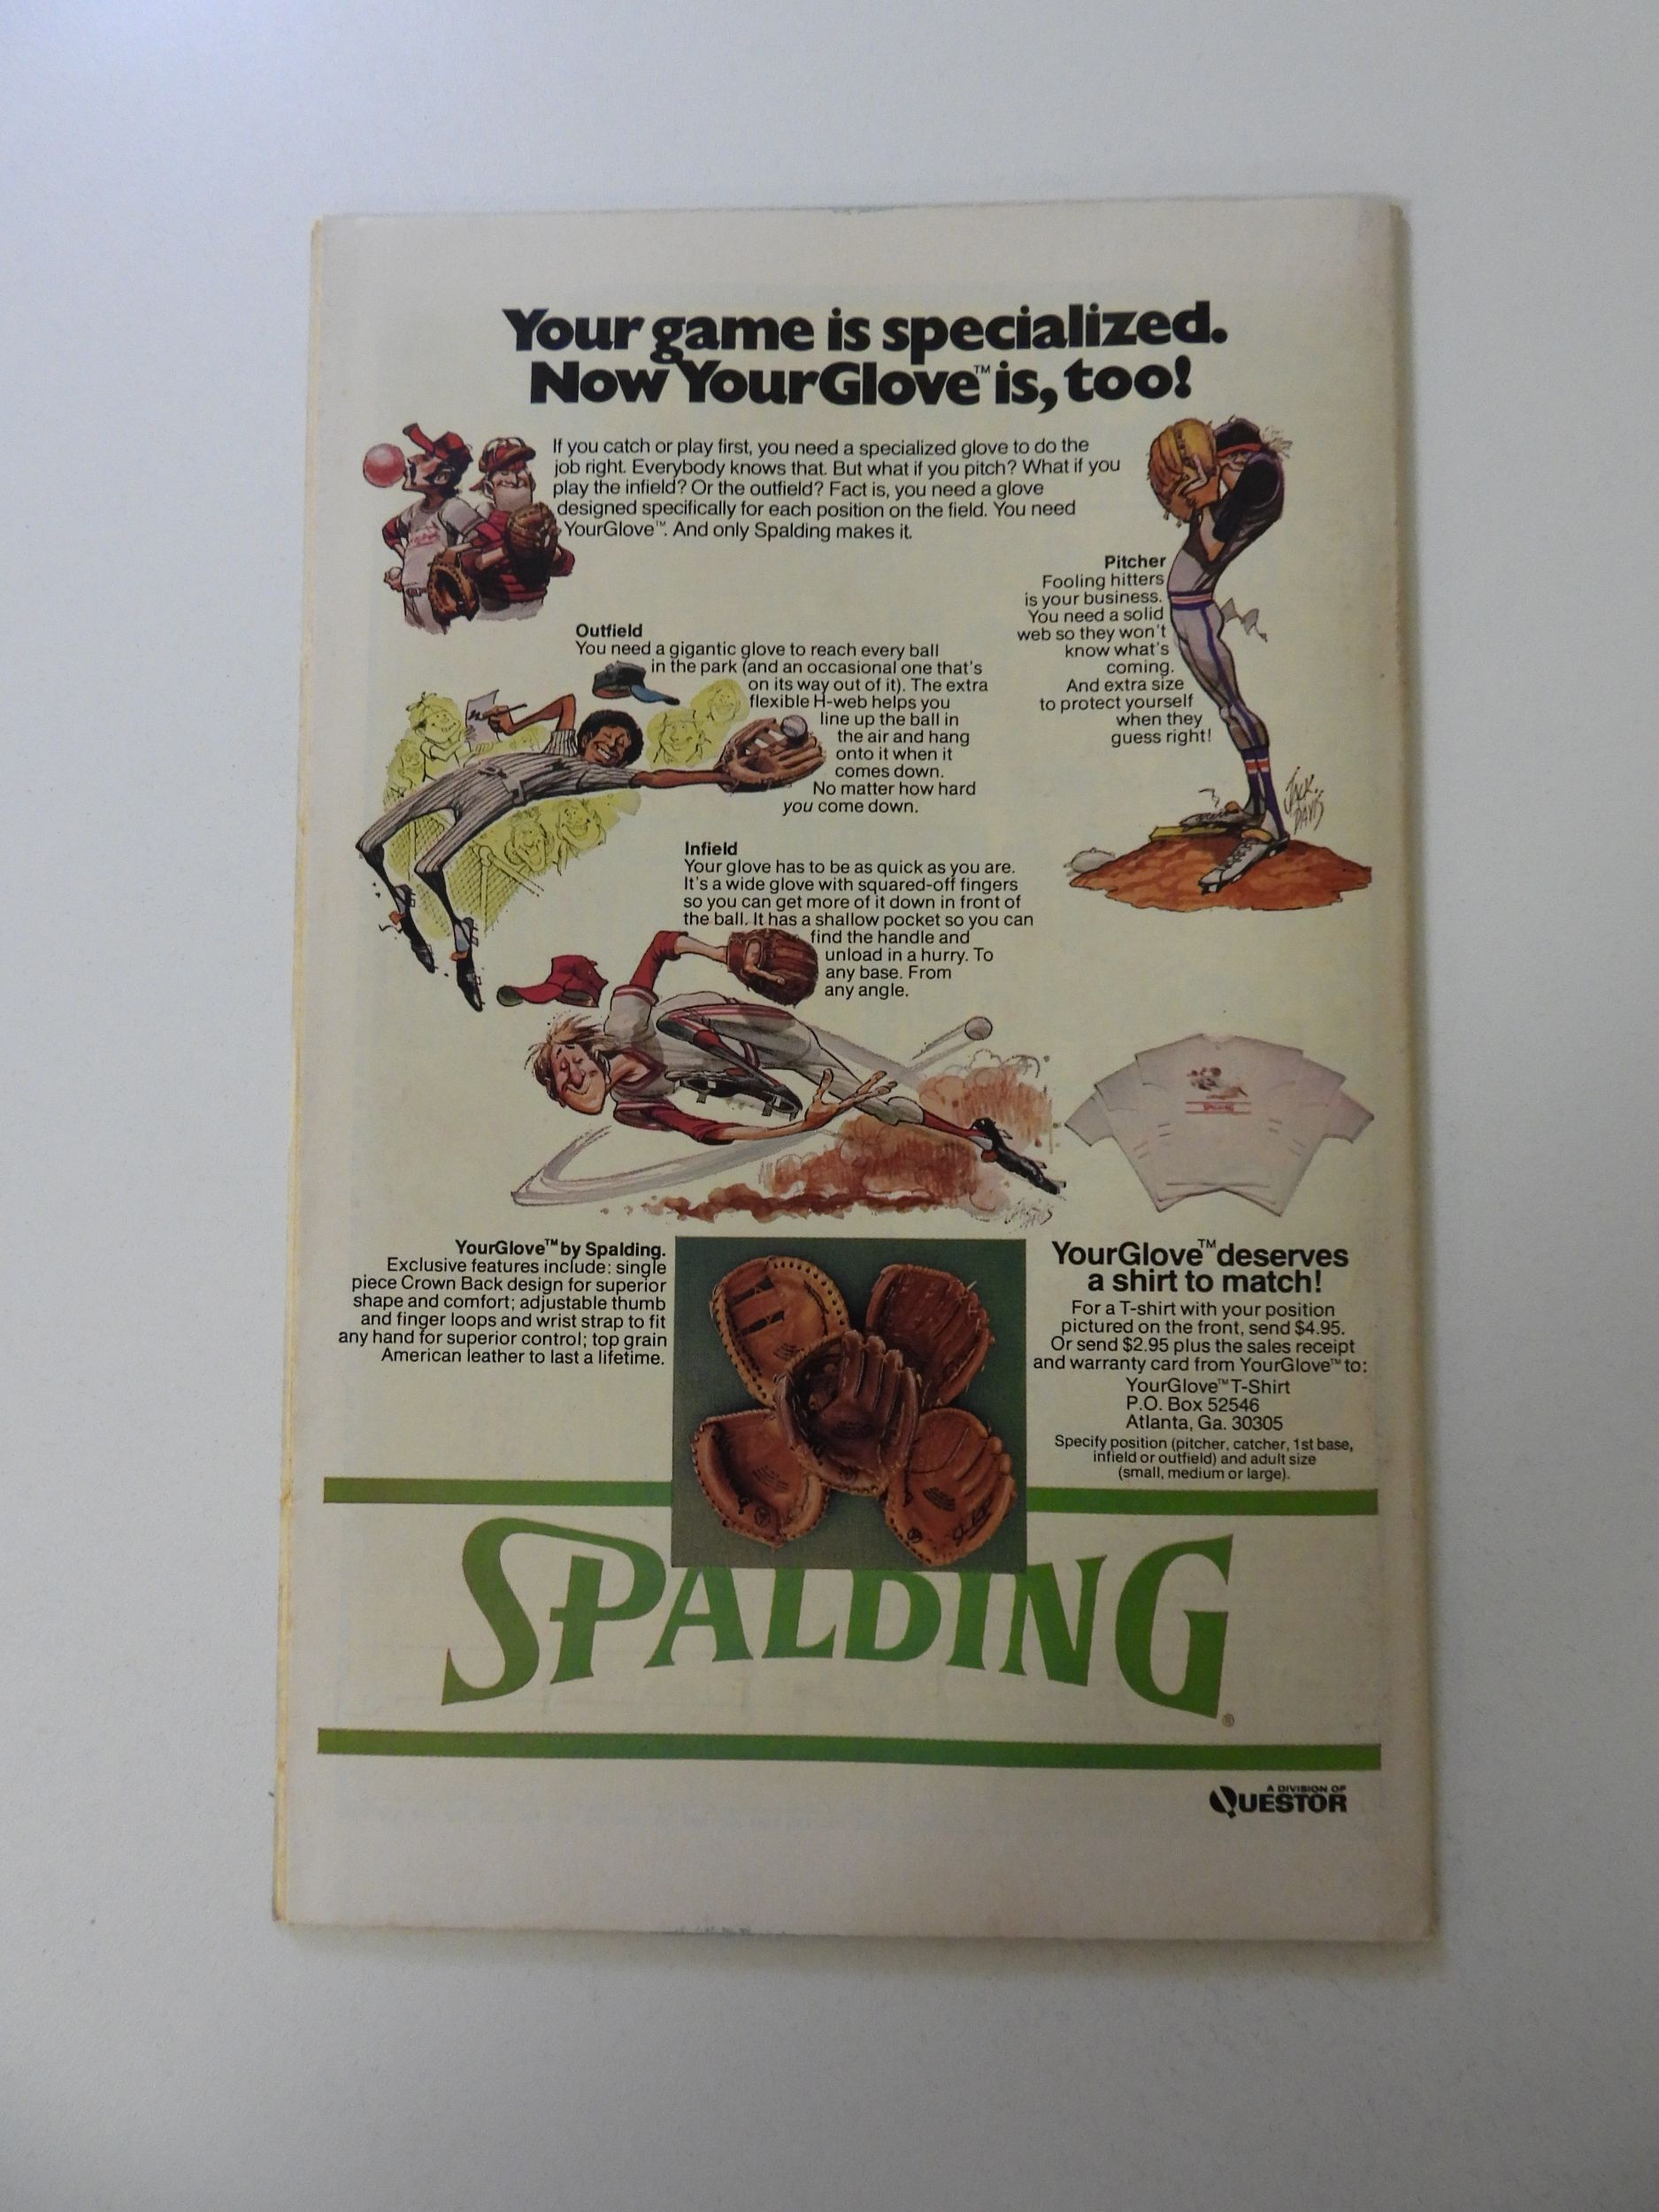 Your game is specialized.
Now YourGlove™ is, too!
If you catch or play first, you need a specialized glove to do the
job right. Everybody knows that. But what if you pitch? What if you
play the infield? Or the outfield? Fact is, you need a glove
designed specifically for each position on the field. You need
YourGlove™. And only Spalding makes it.
Pitcher
Fooling hitters
is your business.
You need a solid
web so they won't
know what's
coming.
And extra size
to protect yourself
when they
guess right!
JACK DAVIS
Outfield
You need a gigantic glove to reach every ball
in the park (and an occasional one that's
on its way out of it). The extra
flexible H-web helps you
line up the ball in
the air and hang
onto it when it
comes down.
No matter how hard
you come down.
Infield
Your glove has to be as quick as you are.
It's a wide glove with squared-off fingers
so you can get more of it down in front of
the ball. It has a shallow pocket so you can
find the handle and
unload in a hurry. To
any base. From
any angle.
SPALDING
YourGlove™ by Spalding.
Exclusive features include: single
piece Crown Back design for superior
shape and comfort; adjustable thumb
and finger loops and wrist strap to fit
any hand for superior control; top grain
American leather to last a lifetime.
YourGlove™ deserves
a shirt to match!
For a T-shirt with your position
pictured on the front, send $4.95.
Or send $2.95 plus the sales receipt
and warranty card from YourGlove™ to:
YourGlove™ T-Shirt
P.O. Box 52546
Atlanta, Ga. 30305
Specify position (pitcher, catcher, 1st base,
infield or outfield) and adult size
(small, medium or large).
SPALDING®
A DIVISION OF
QUESTOR